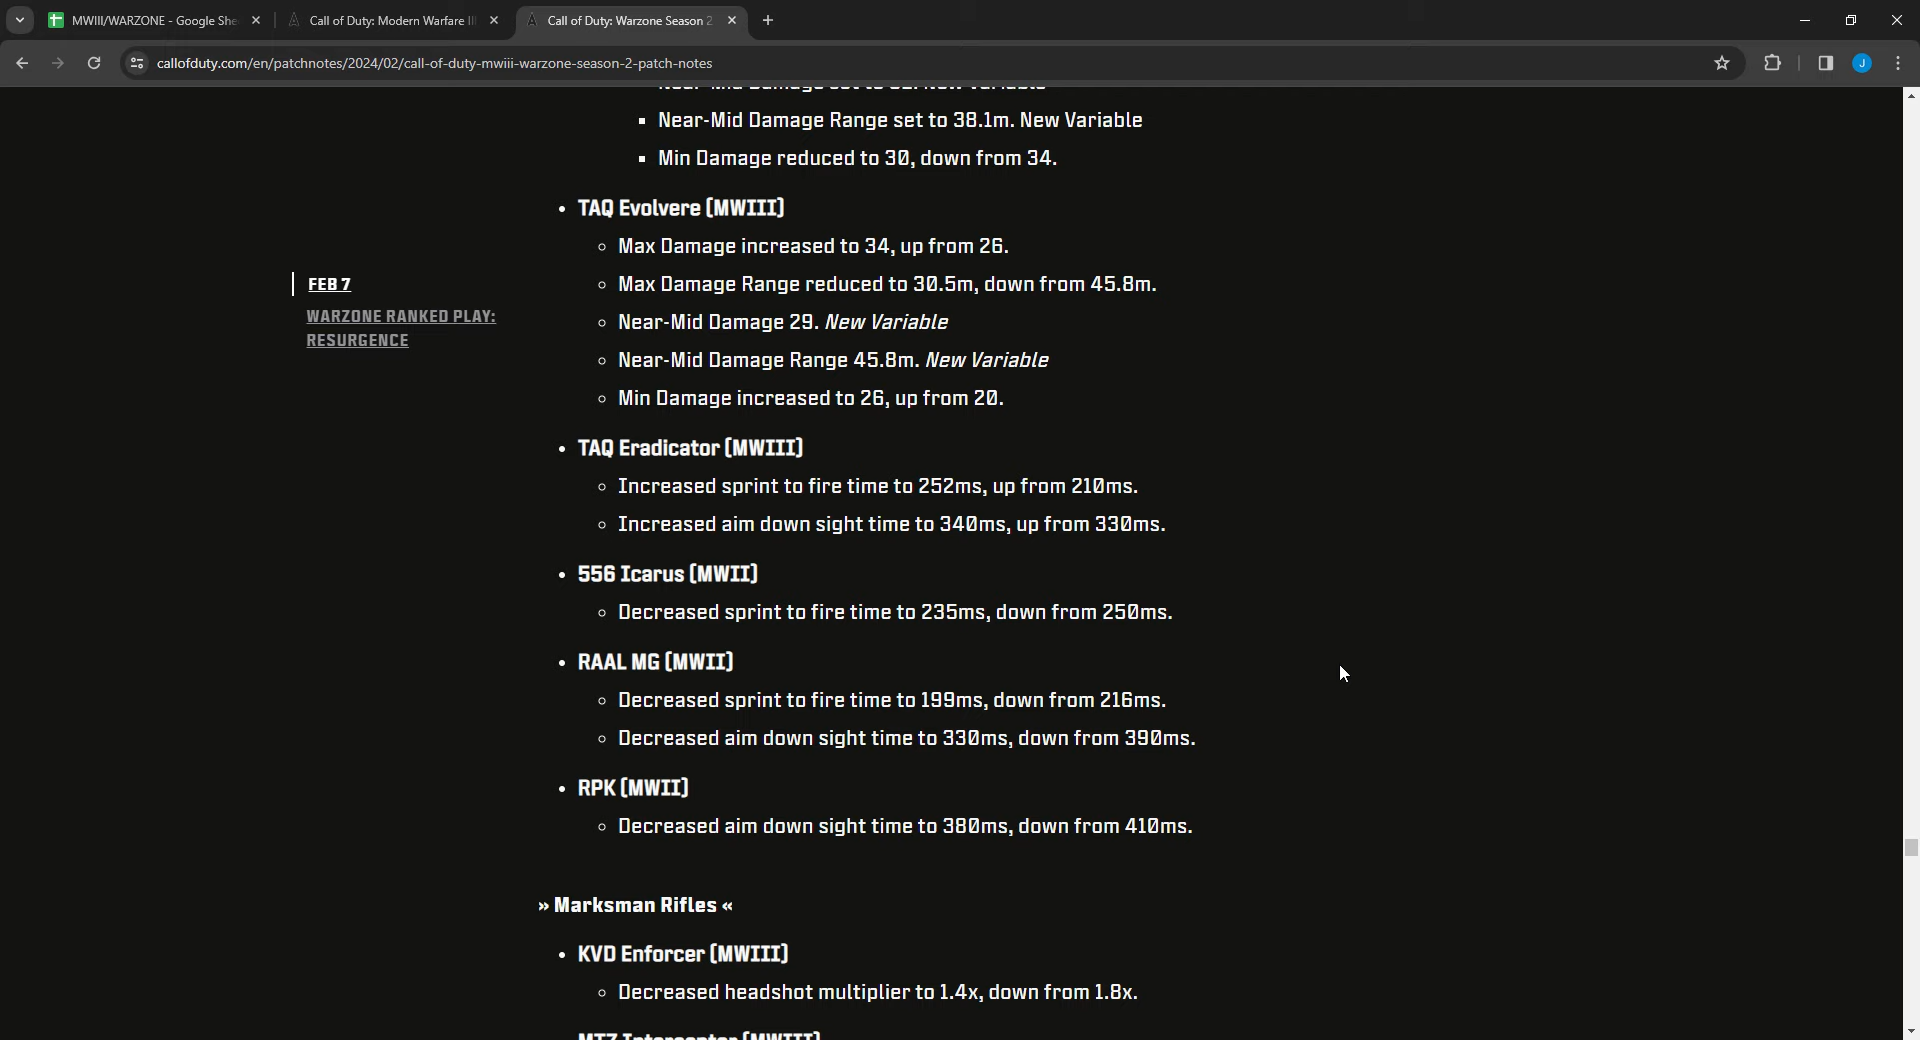 MWIII/WARZONE - Google She
Call of Duty: Modern Warfare III
Call of Duty: Warzone Season 2
callofduty.com/en/patchnotes/2024/02/call-of-duty-mwiii-warzone-season-2-patch-notes
J
▪ Near-Mid Damage Range set to 38.1m. New Variable
▪ Min Damage reduced to 30, down from 34.
• TAQ Evolvere (MWIII)
◦ Max Damage increased to 34, up from 26.
FEB 7
◦ Max Damage Range reduced to 30.5m, down from 45.8m.
WARZONE RANKED PLAY:
RESURGENCE
◦ Near-Mid Damage 29. New Variable
◦ Near-Mid Damage Range 45.8m. New Variable
◦ Min Damage increased to 26, up from 20.
• TAQ Eradicator (MWIII)
◦ Increased sprint to fire time to 252ms, up from 210ms.
◦ Increased aim down sight time to 340ms, up from 330ms.
• 556 Icarus (MWII)
◦ Decreased sprint to fire time to 235ms, down from 250ms.
• RAAL MG (MWII)
◦ Decreased sprint to fire time to 199ms, down from 216ms.
◦ Decreased aim down sight time to 330ms, down from 390ms.
• RPK (MWII)
◦ Decreased aim down sight time to 380ms, down from 410ms.
» Marksman Rifles «
• KVD Enforcer (MWIII)
◦ Decreased headshot multiplier to 1.4x, down from 1.8x.
MTZ Interceptor (MWIII)